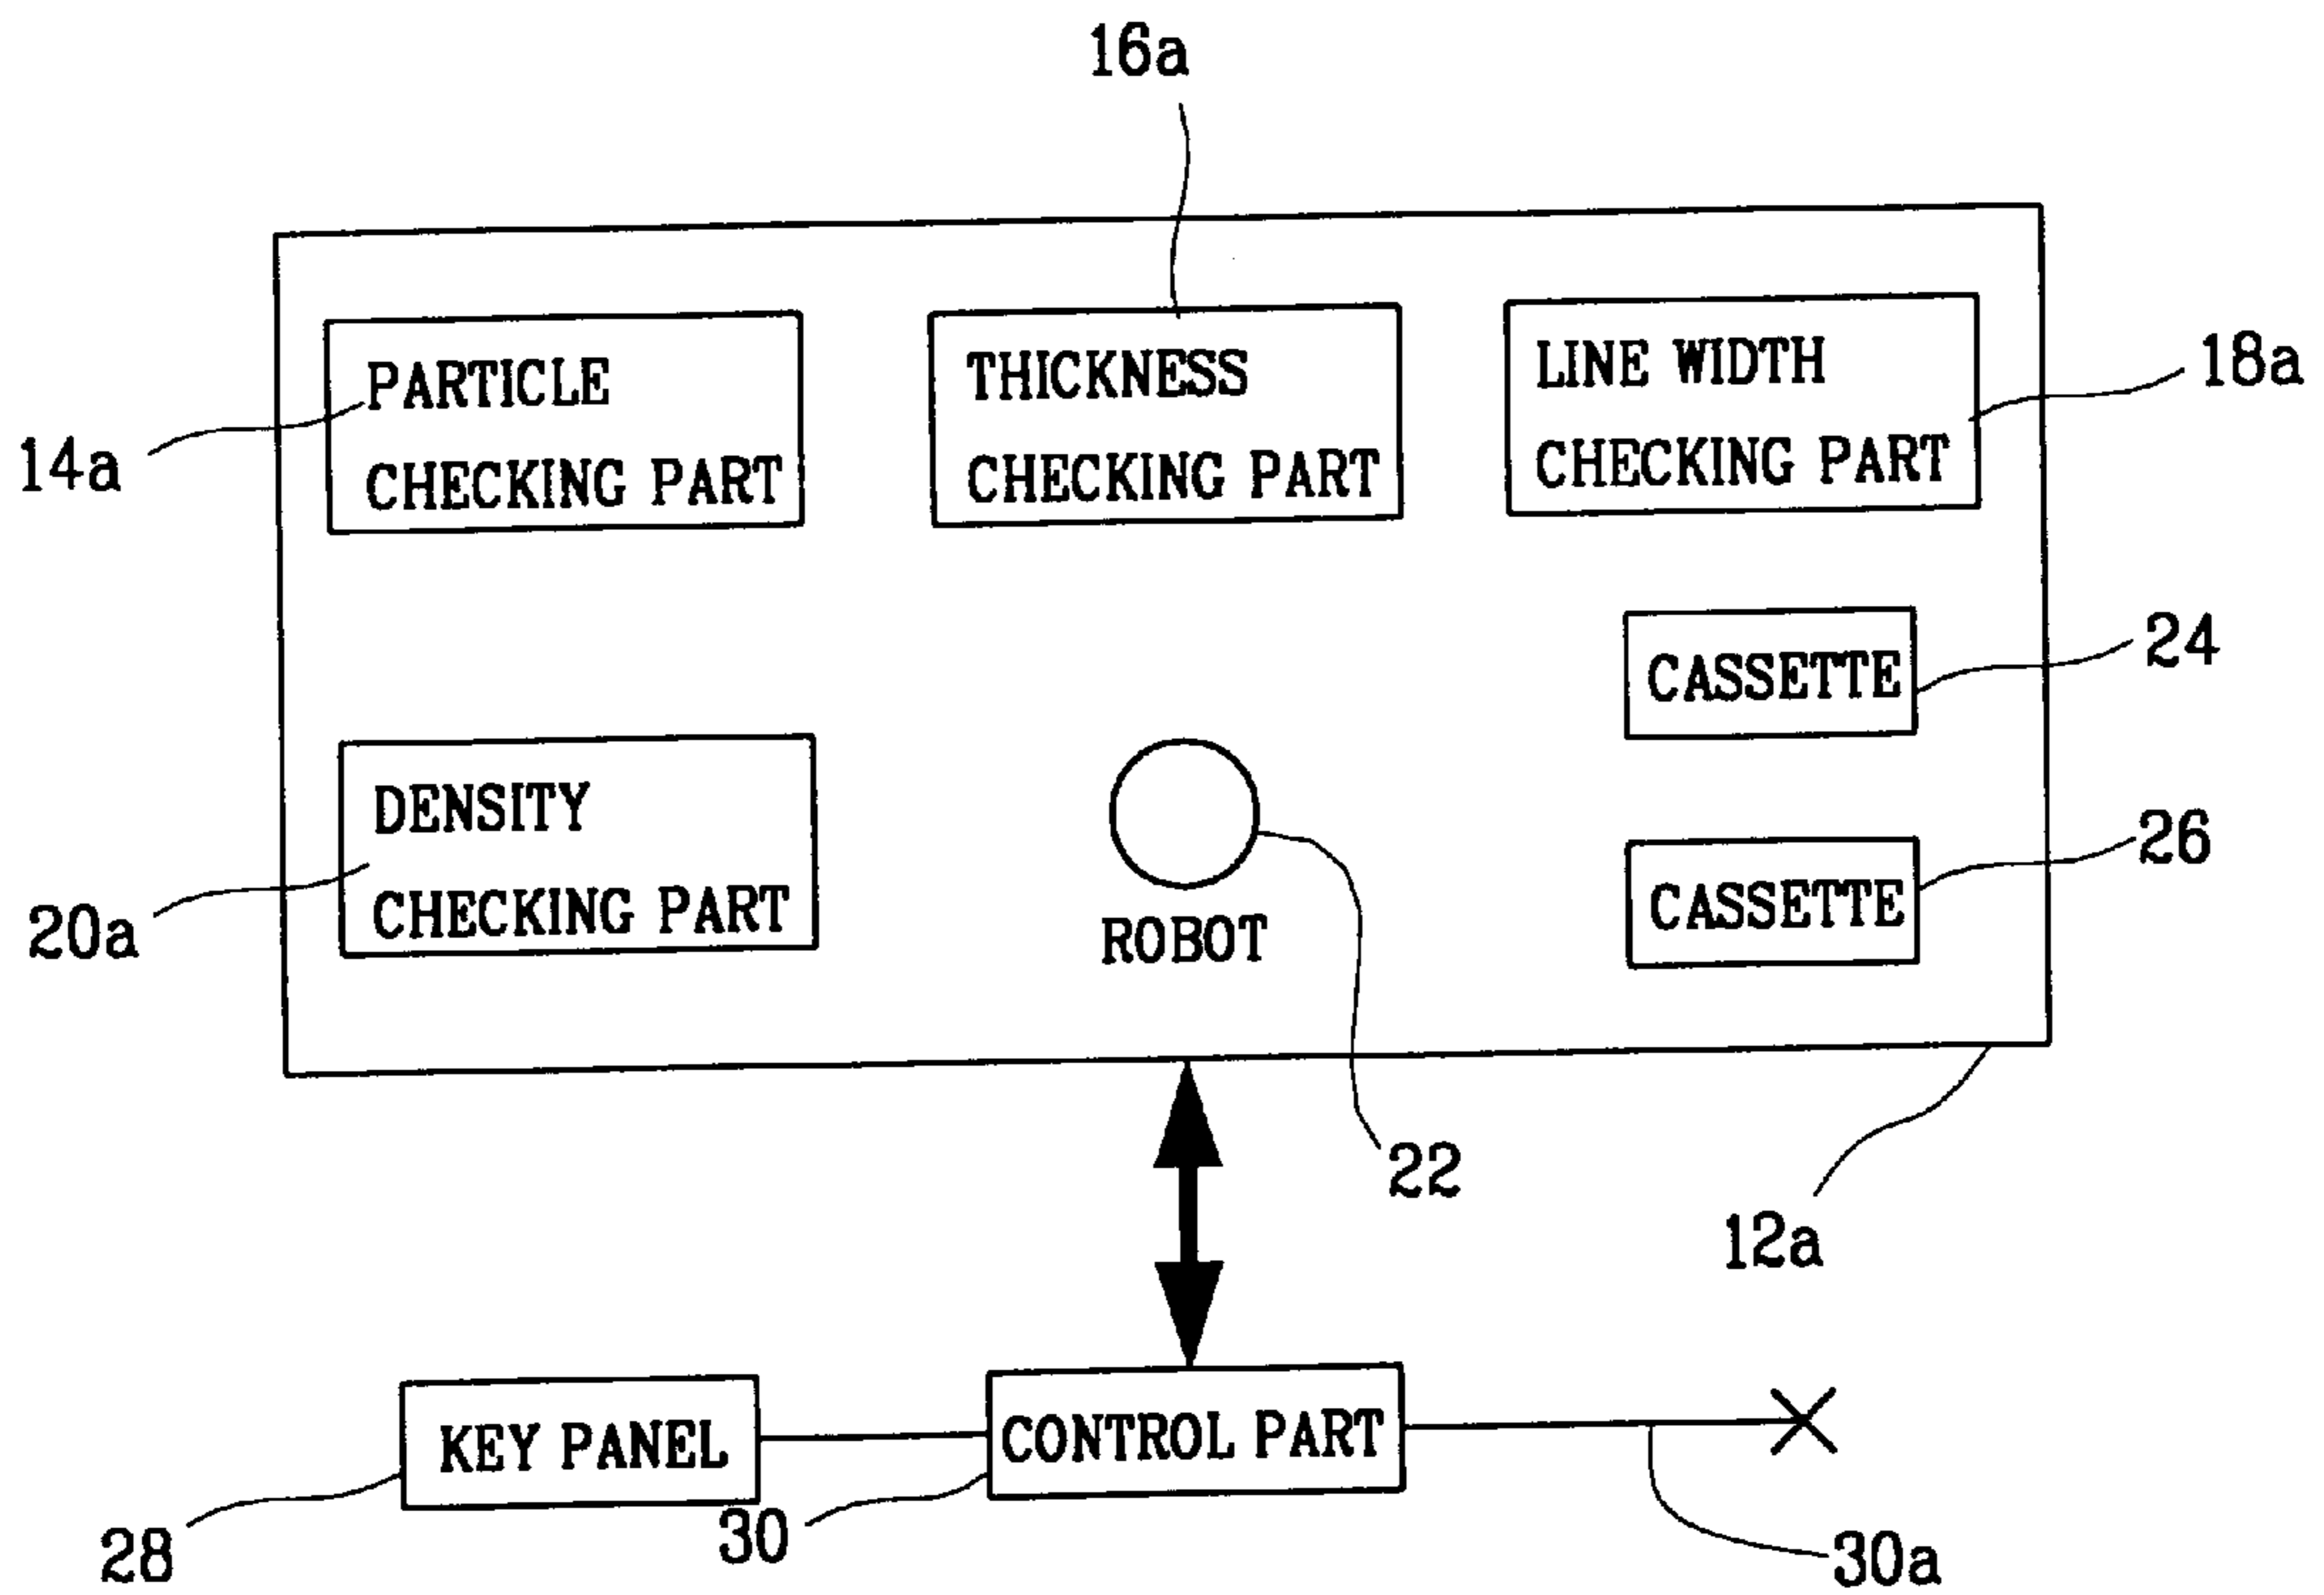 16a
PARTICLE
CHECKING PART
THICKNESS
CHECKING PART
LINE WIDTH
CHECKING PART
18a
14a
CASSETTE
24
DENSITY
CHECKING PART
20a
ROBOT
CASSETTE
26
22
12a
KEY PANEL
CONTROL PART
28
30
30a